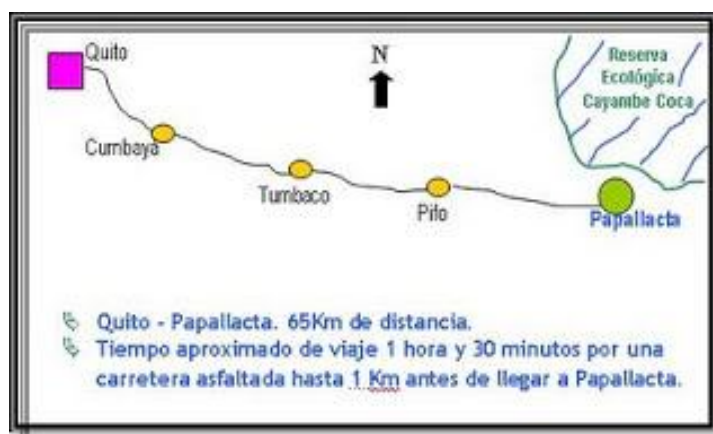 Quito
N
Reserva
Ecológica
Cayambe Coca
Cumbaya
Tumbaco
Pifo
Papallacta
Quito - Papallacta. 65Km de distancia.
Tiempo aproximado de viaje 1 hora y 30 minutos por una
carretera asfaltada hasta 1 Km antes de llegar a Papallacta.